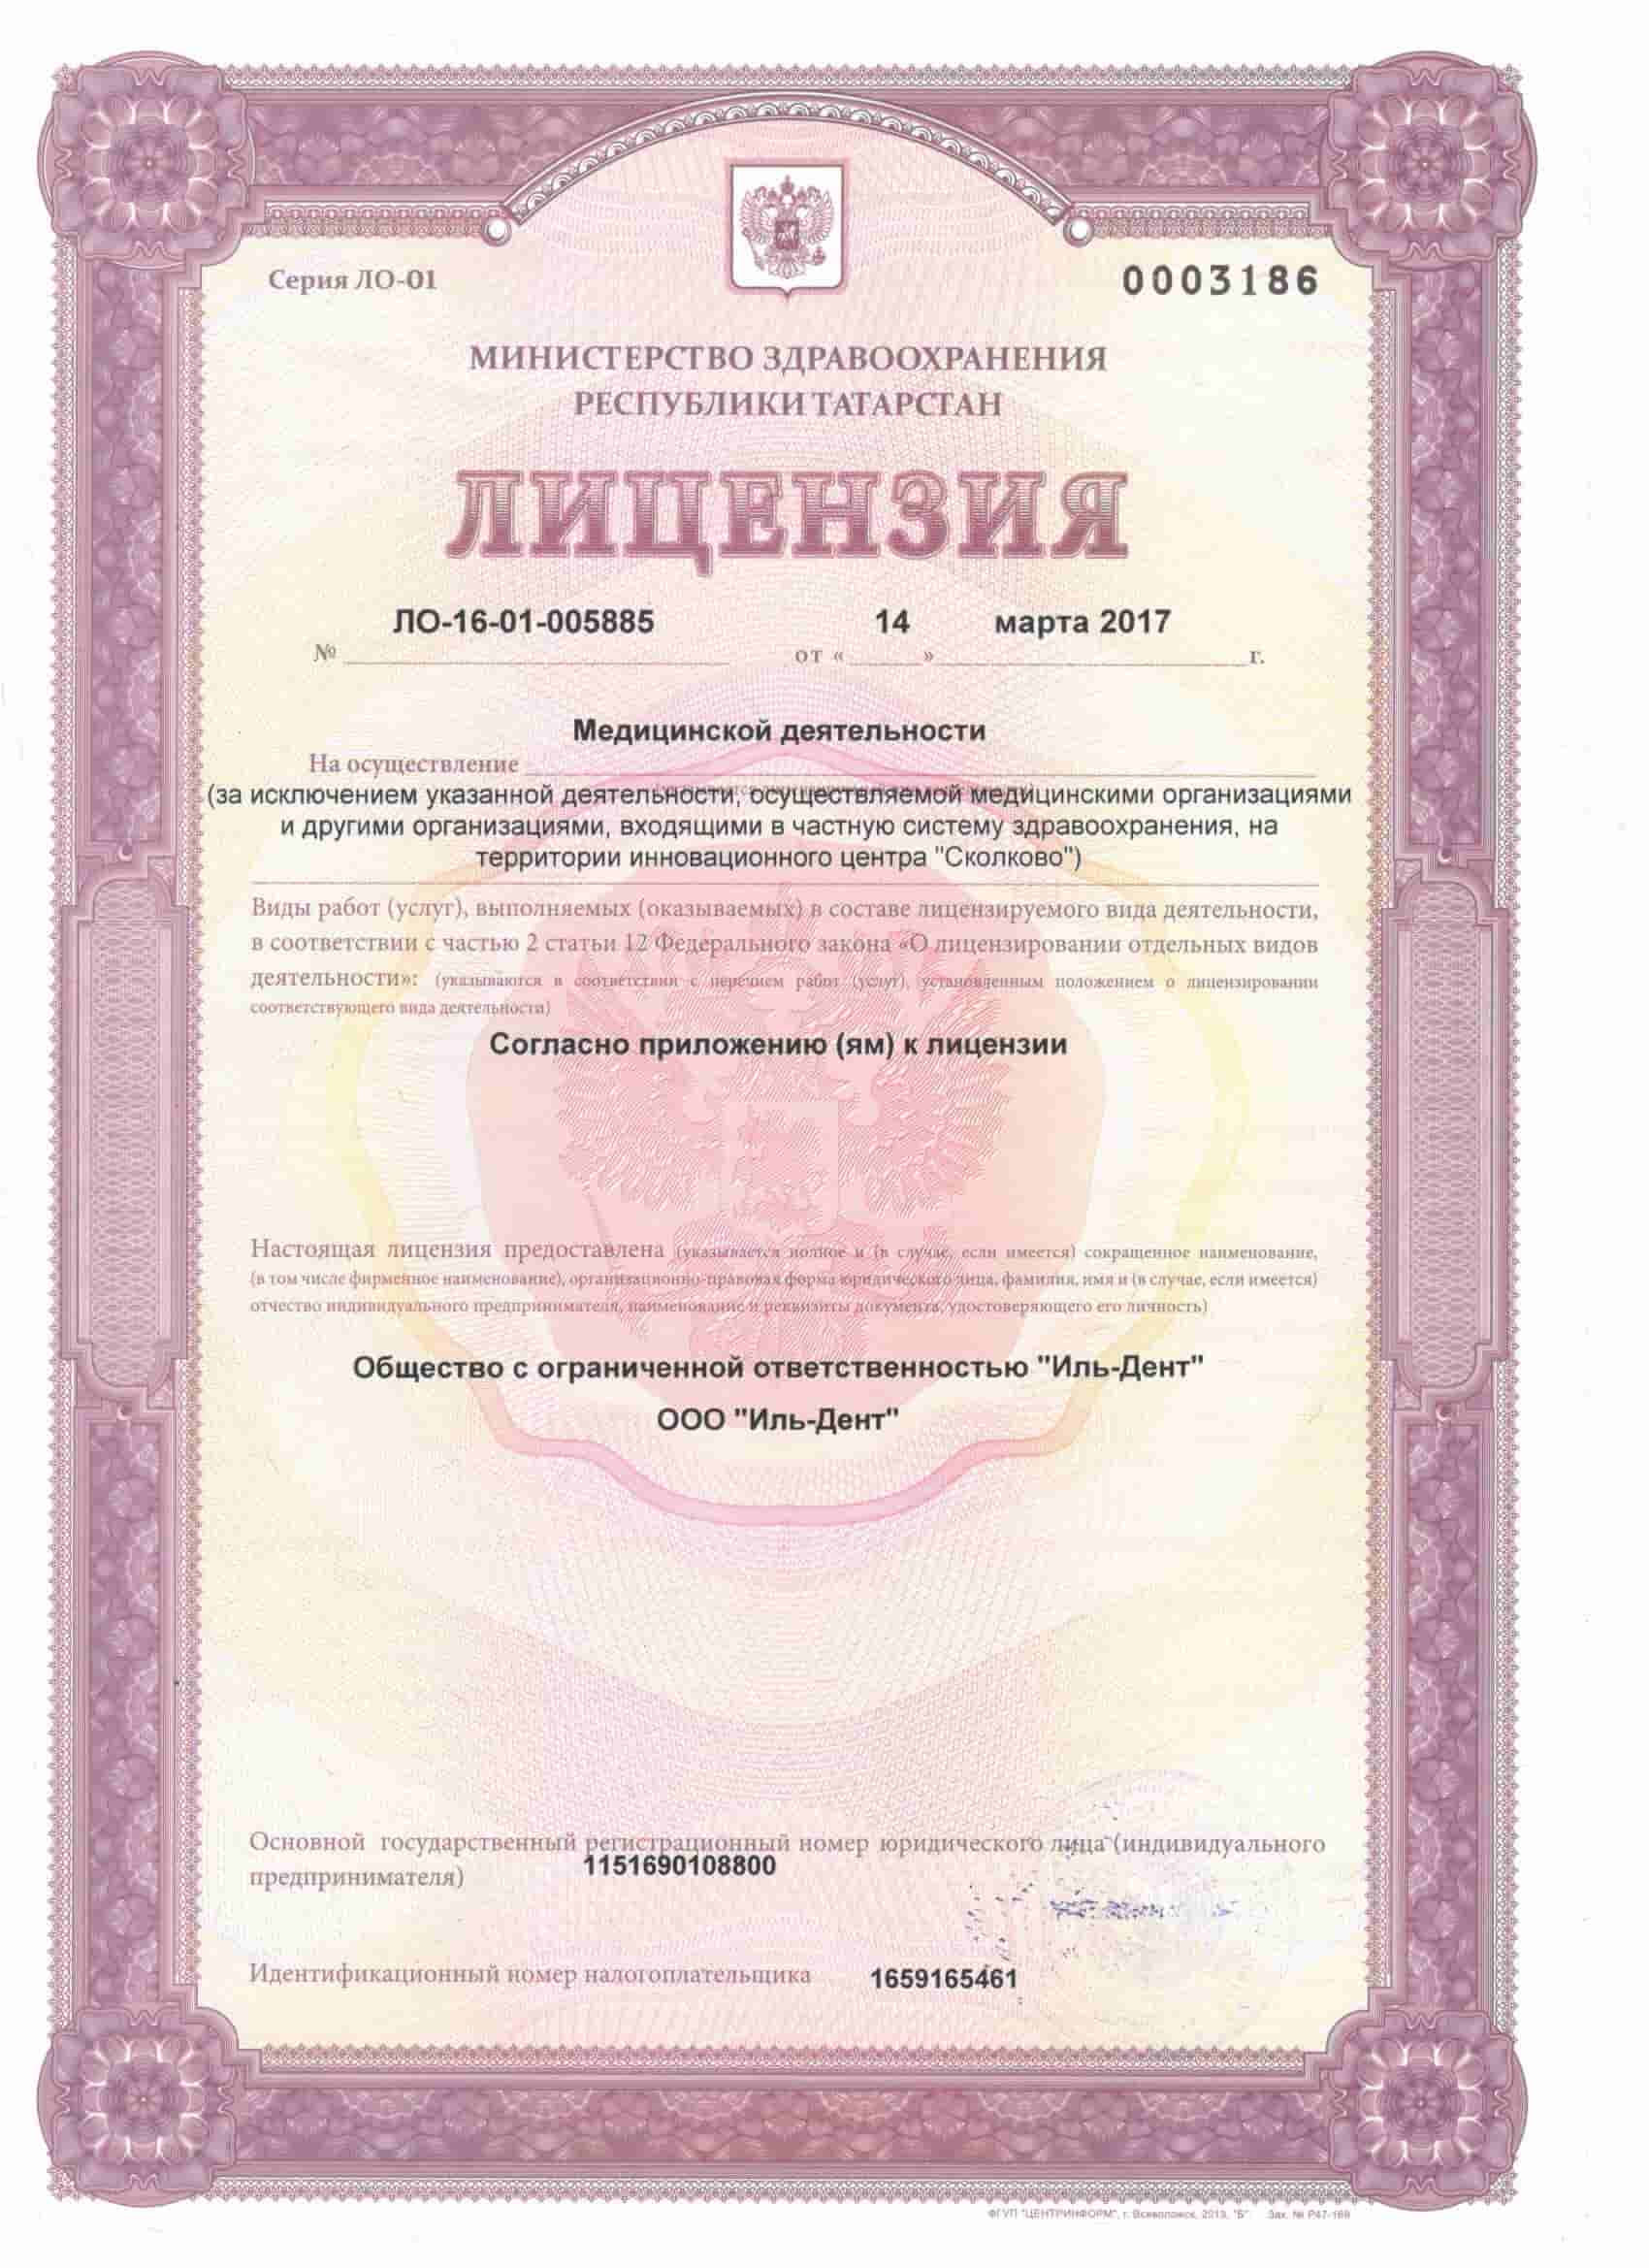 Серия ЛО-01
0003186
МИНИСТЕРСТВО ЗДРАВООХРАНЕНИЯ
РЕСПУБЛИКИ ТАТАРСТАН
ЛИЦЕНЗИЯ
№ ЛО-16-01-005885 от « 14 » марта 2017 г.
Медицинской деятельности
На осуществление
(за исключением указанной деятельности, осуществляемой медицинскими организациями
и другими организациями, входящими в частную систему здравоохранения, на
территории инновационного центра "Сколково")
Виды работ (услуг), выполняемых (оказываемых) в составе лицензируемого вида деятельности,
в соответствии с частью 2 статьи 12 Федерального закона «О лицензировании отдельных видов
деятельности»: (указываются в соответствии с перечнем работ (услуг), установленным положением о лицензировании
соответствующего вида деятельности)
Согласно приложению (ям) к лицензии
Настоящая лицензия предоставлена (указывается полное и (в случае, если имеется) сокращенное наименование,
(в том числе фирменное наименование), организационно-правовая форма юридического лица, фамилия, имя и (в случае, если имеется)
отчество индивидуального предпринимателя, наименование и реквизиты документа, удостоверяющего его личность)
Общество с ограниченной ответственностью "Иль-Дент"
ООО "Иль-Дент"
Основной государственный регистрационный номер юридического лица (индивидуального
предпринимателя) 1151690108800
Идентификационный номер налогоплательщика 1659165461
ФГУП "ЦЕНТРИНФОРМ", г. Всеволожск, 2013, "Б" Зак. № Р47-169